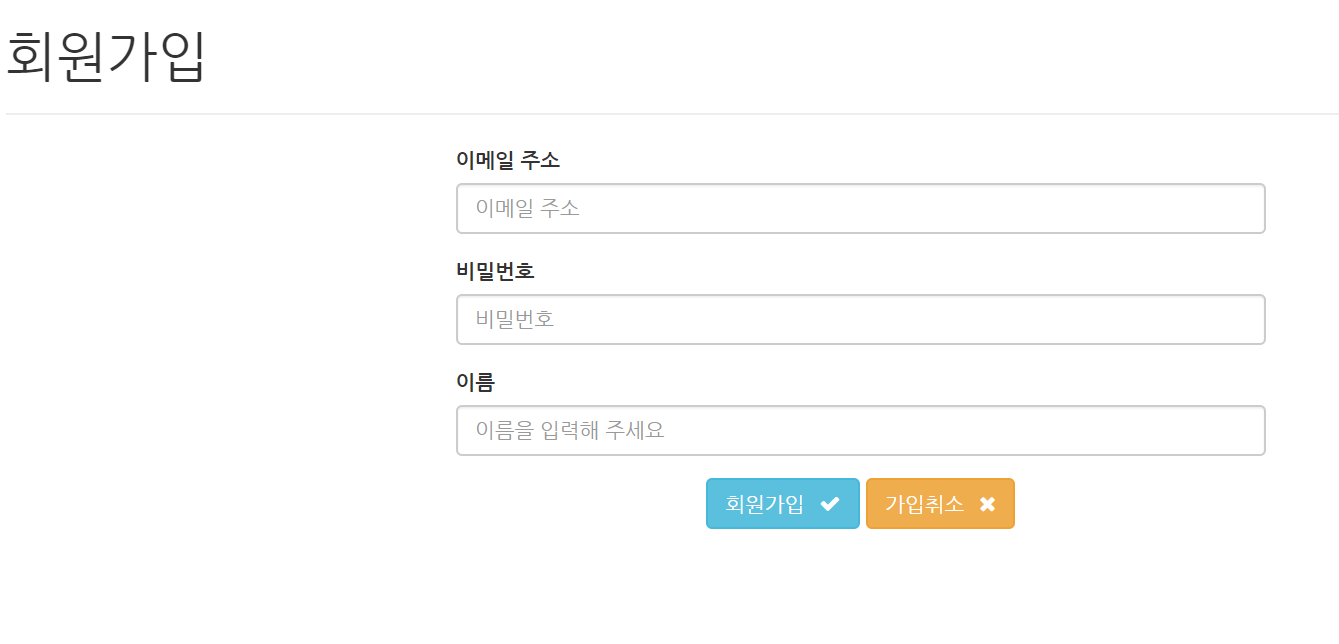 회원가입
이메일 주소
이메일 주소
비밀번호
비밀번호
이름
이름을 입력해 주세요
회원가입 가입취소